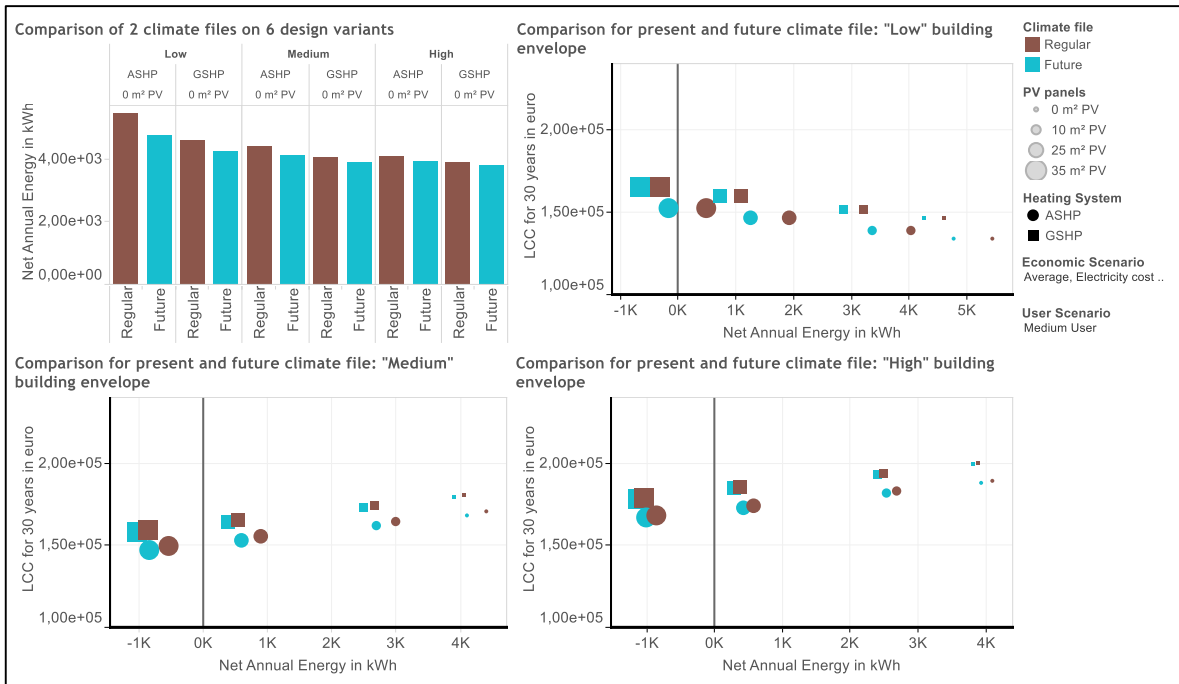 Comparison of 2 climate files on 6 design variants
Low
Medium
High
ASHP
GSHP
ASHP
GSHP
ASHP
GSHP
0 m² PV
0 m² PV
0 m² PV
0 m² PV
0 m² PV
0 m² PV
Net Annual Energy in kWh
4,00e+03
2,00e+03
0,00e+00
Regular
Future
Regular
Future
Regular
Future
Regular
Future
Regular
Future
Regular
Future
Comparison for present and future climate file: "Low" building
envelope
LCC for 30 years in euro
2,00e+05
1,50e+05
1,00e+05
-1K
0K
1K
2K
3K
4K
5K
Net Annual Energy in kWh
Climate file
Regular
Future
PV panels
0 m² PV
10 m² PV
25 m² PV
35 m² PV
Heating System
ASHP
GSHP
Economic Scenario
Average, Electricity cost ..
User Scenario
Medium User
Comparison for present and future climate file: "Medium"
building envelope
LCC for 30 years in euro
2,00e+05
1,50e+05
1,00e+05
-1K
0K
1K
2K
3K
4K
Net Annual Energy in kWh
Comparison for present and future climate file: "High" building
envelope
LCC for 30 years in euro
2,00e+05
1,50e+05
1,00e+05
-1K
0K
1K
2K
3K
4K
Net Annual Energy in kWh